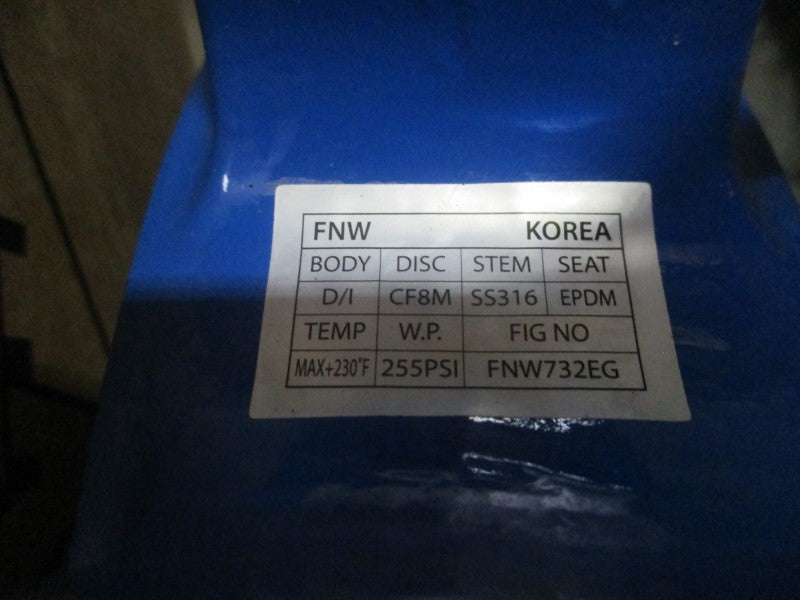 FNW KOREA
BODY DISC STEM SEAT
D/I CF8M SS316 EPDM
TEMP W.P. FIG NO
MAX+230°F 255PSI FNW732EG